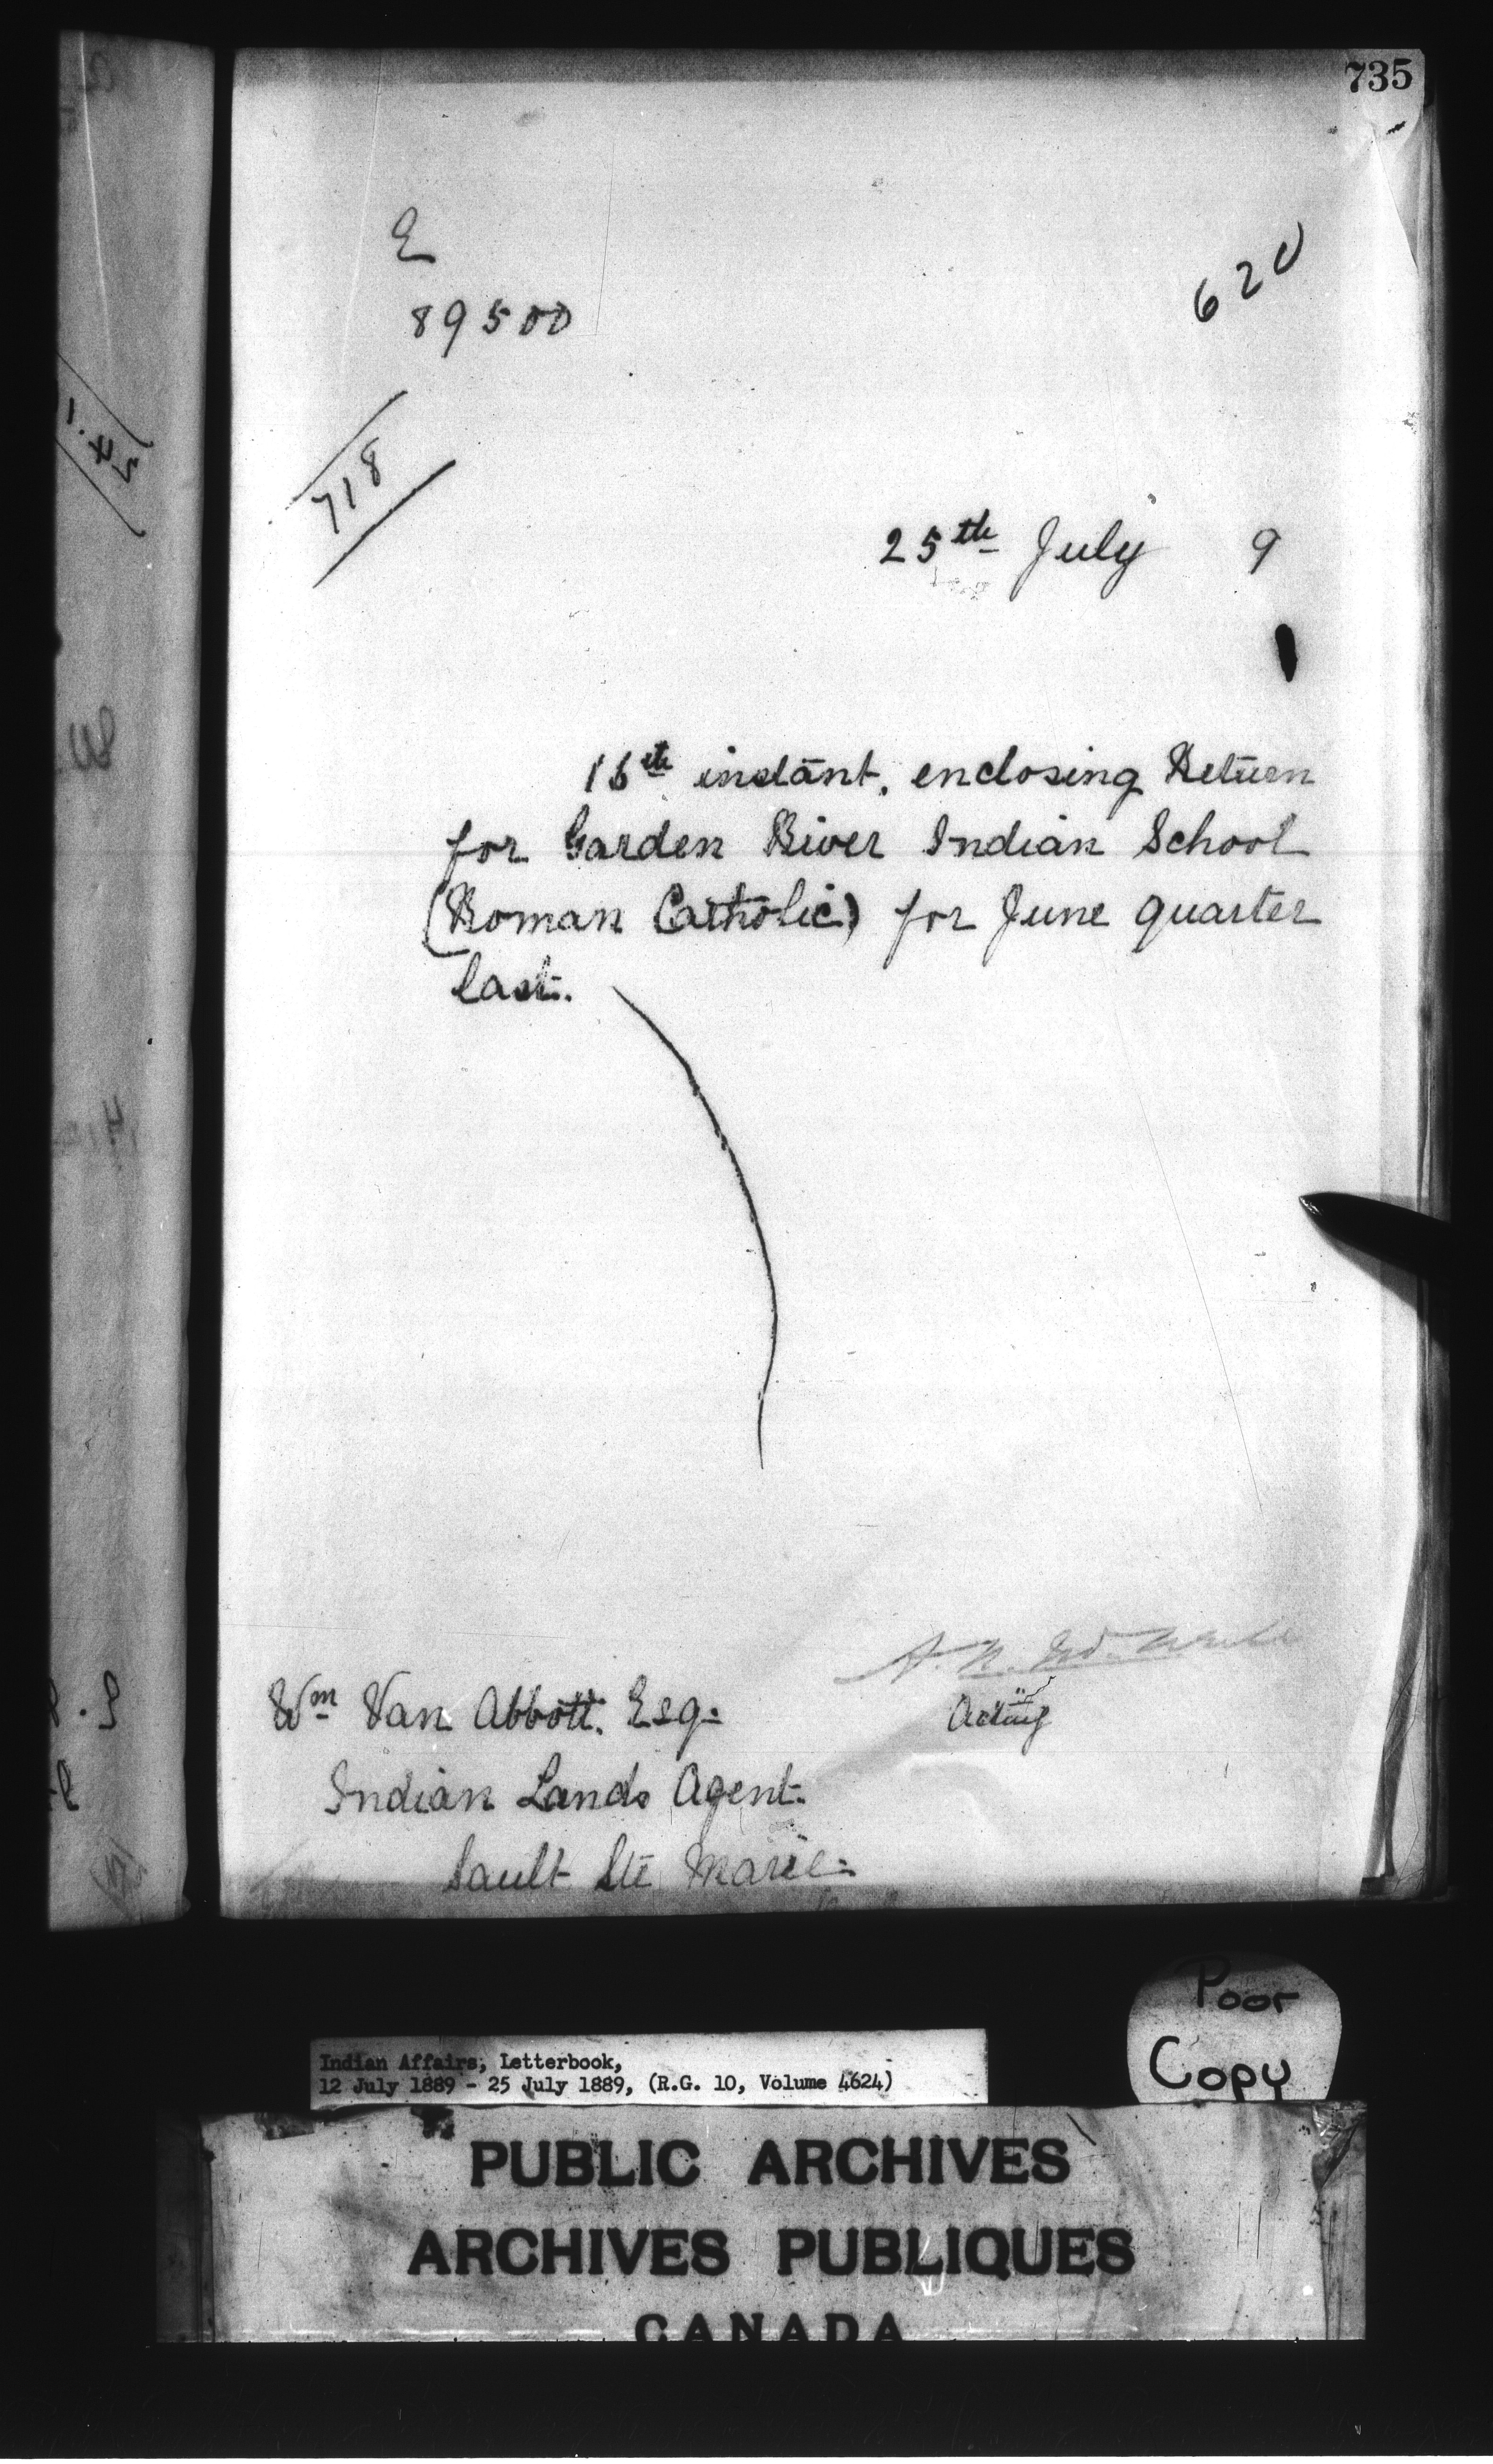 735
E
89500
620
718
25th July 9
16th instant, enclosing Return
for Garden River Indian School
(Roman Catholic) for June quarter
last.
Acting
Wm Van Abbott. Esq.
Indian Lands Agent.
Sault Ste Marie.
Poor
Copy
Indian Affairs, Letterbook,
12 July 1889 - 25 July 1889, (R.G. 10, Volume 4624)
PUBLIC ARCHIVES
ARCHIVES PUBLIQUES
CANADA